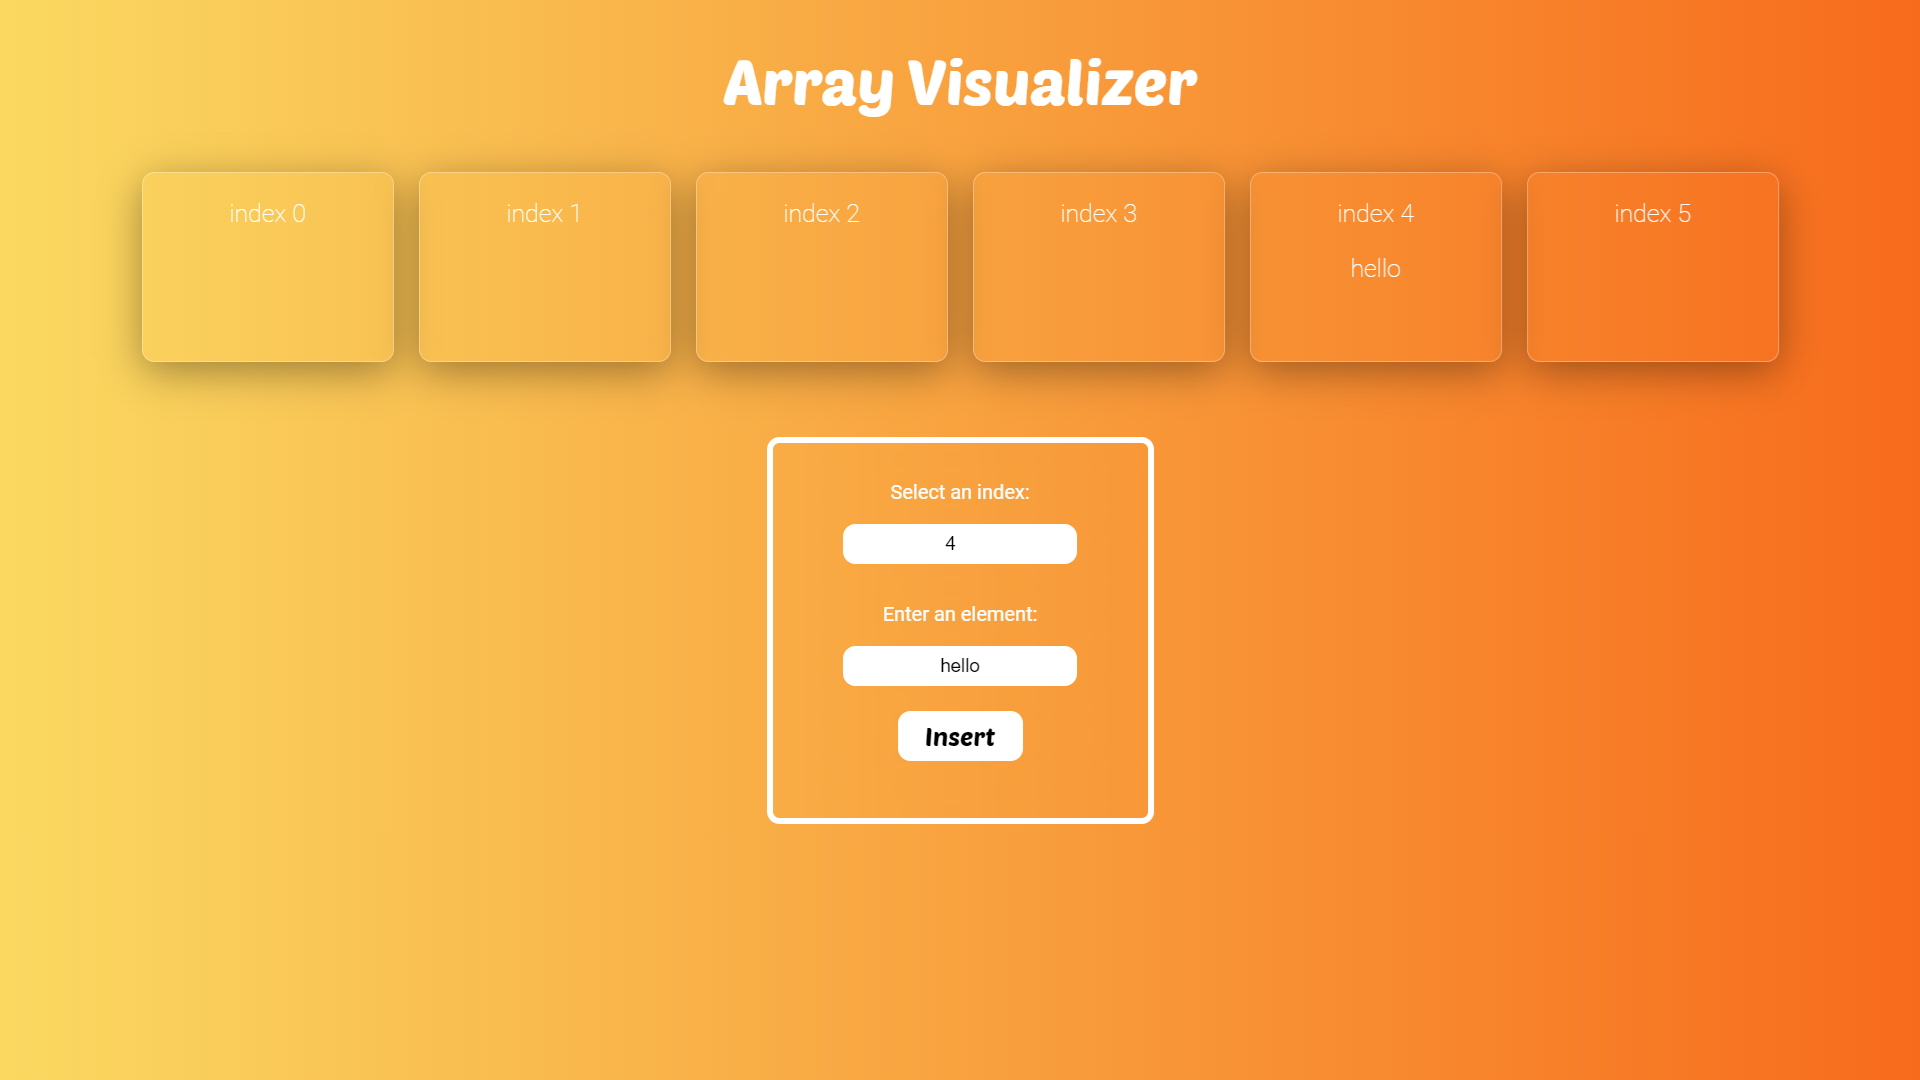 Array Visualizer
index 0
index 1
index 2
index 3
index 4
hello
index 5
Select an index:
4
Enter an element:
hello
Insert